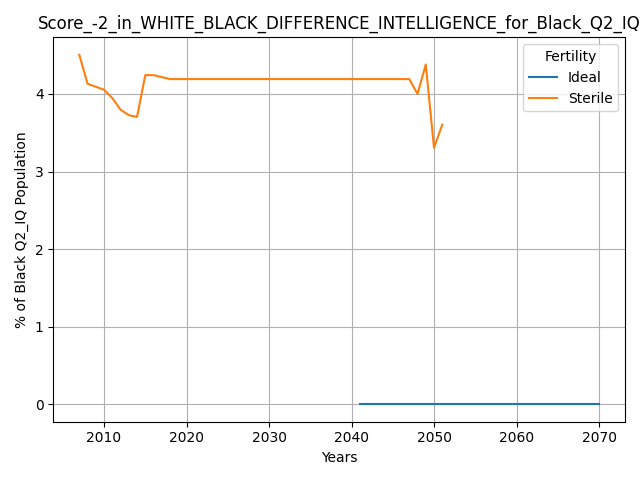 Score_-2_in_WHITE_BLACK_DIFFERENCE_INTELLIGENCE_for_Black_Q2_IQ
Fertility
Ideal
Sterile
% of Black Q2_IQ Population
4
3
2
1
0
2010 2020 2030 2040 2050 2060 2070
Years